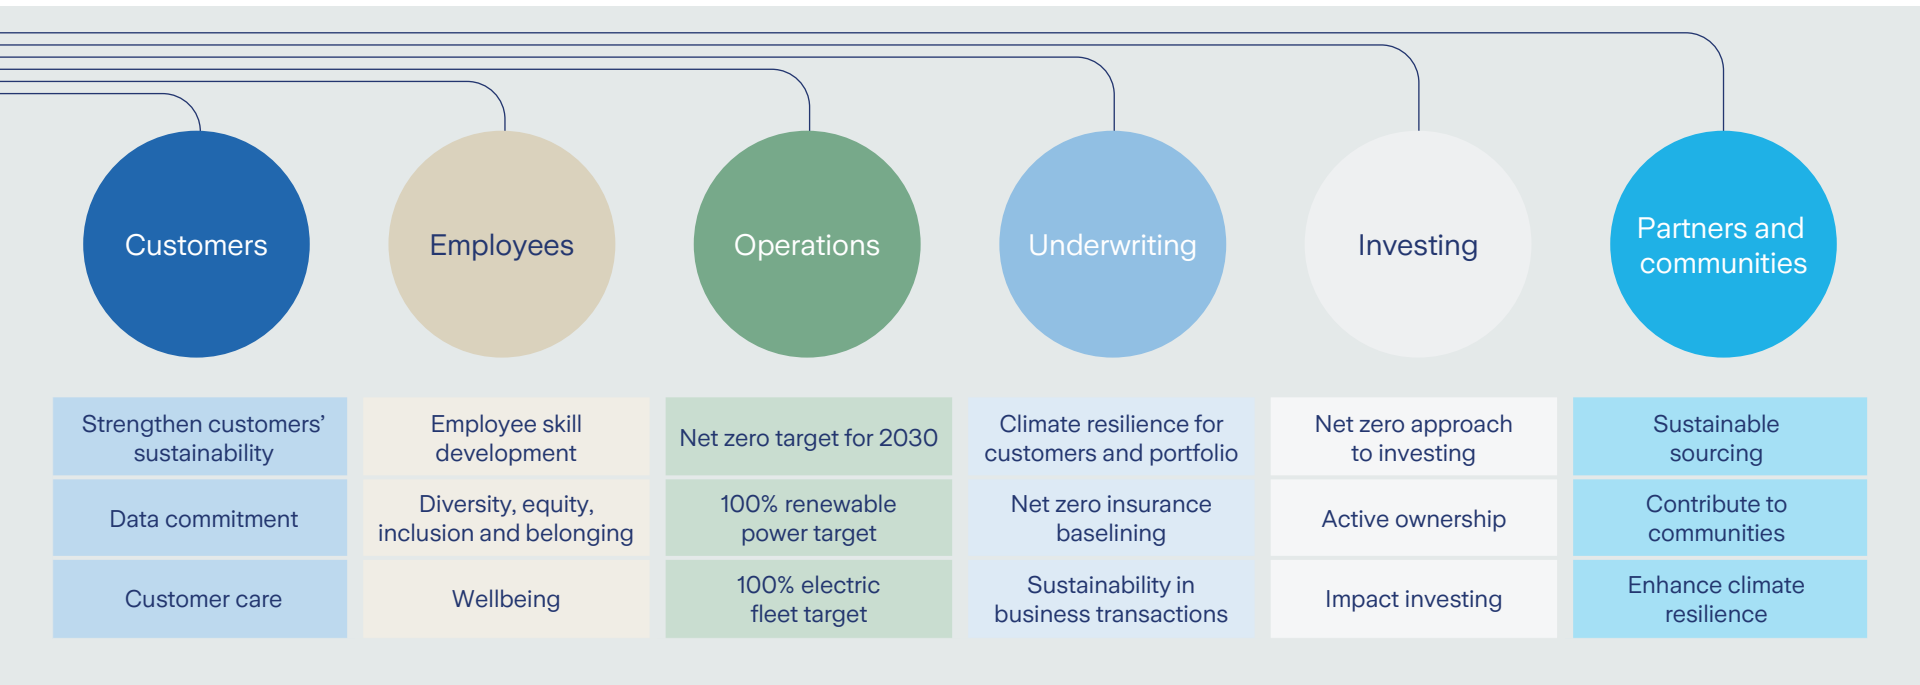 Customers
Employees
Operations
Underwriting
Investing
Partners and
communities
Strengthen customers’
sustainability
Data commitment
Customer care
Employee skill
development
Diversity, equity,
inclusion and belonging
Wellbeing
Net zero target for 2030
100% renewable
power target
100% electric
fleet target
Climate resilience for
customers and portfolio
Net zero insurance
baselining
Sustainability in
business transactions
Net zero approach
to investing
Active ownership
Impact investing
Sustainable
sourcing
Contribute to
communities
Enhance climate
resilience